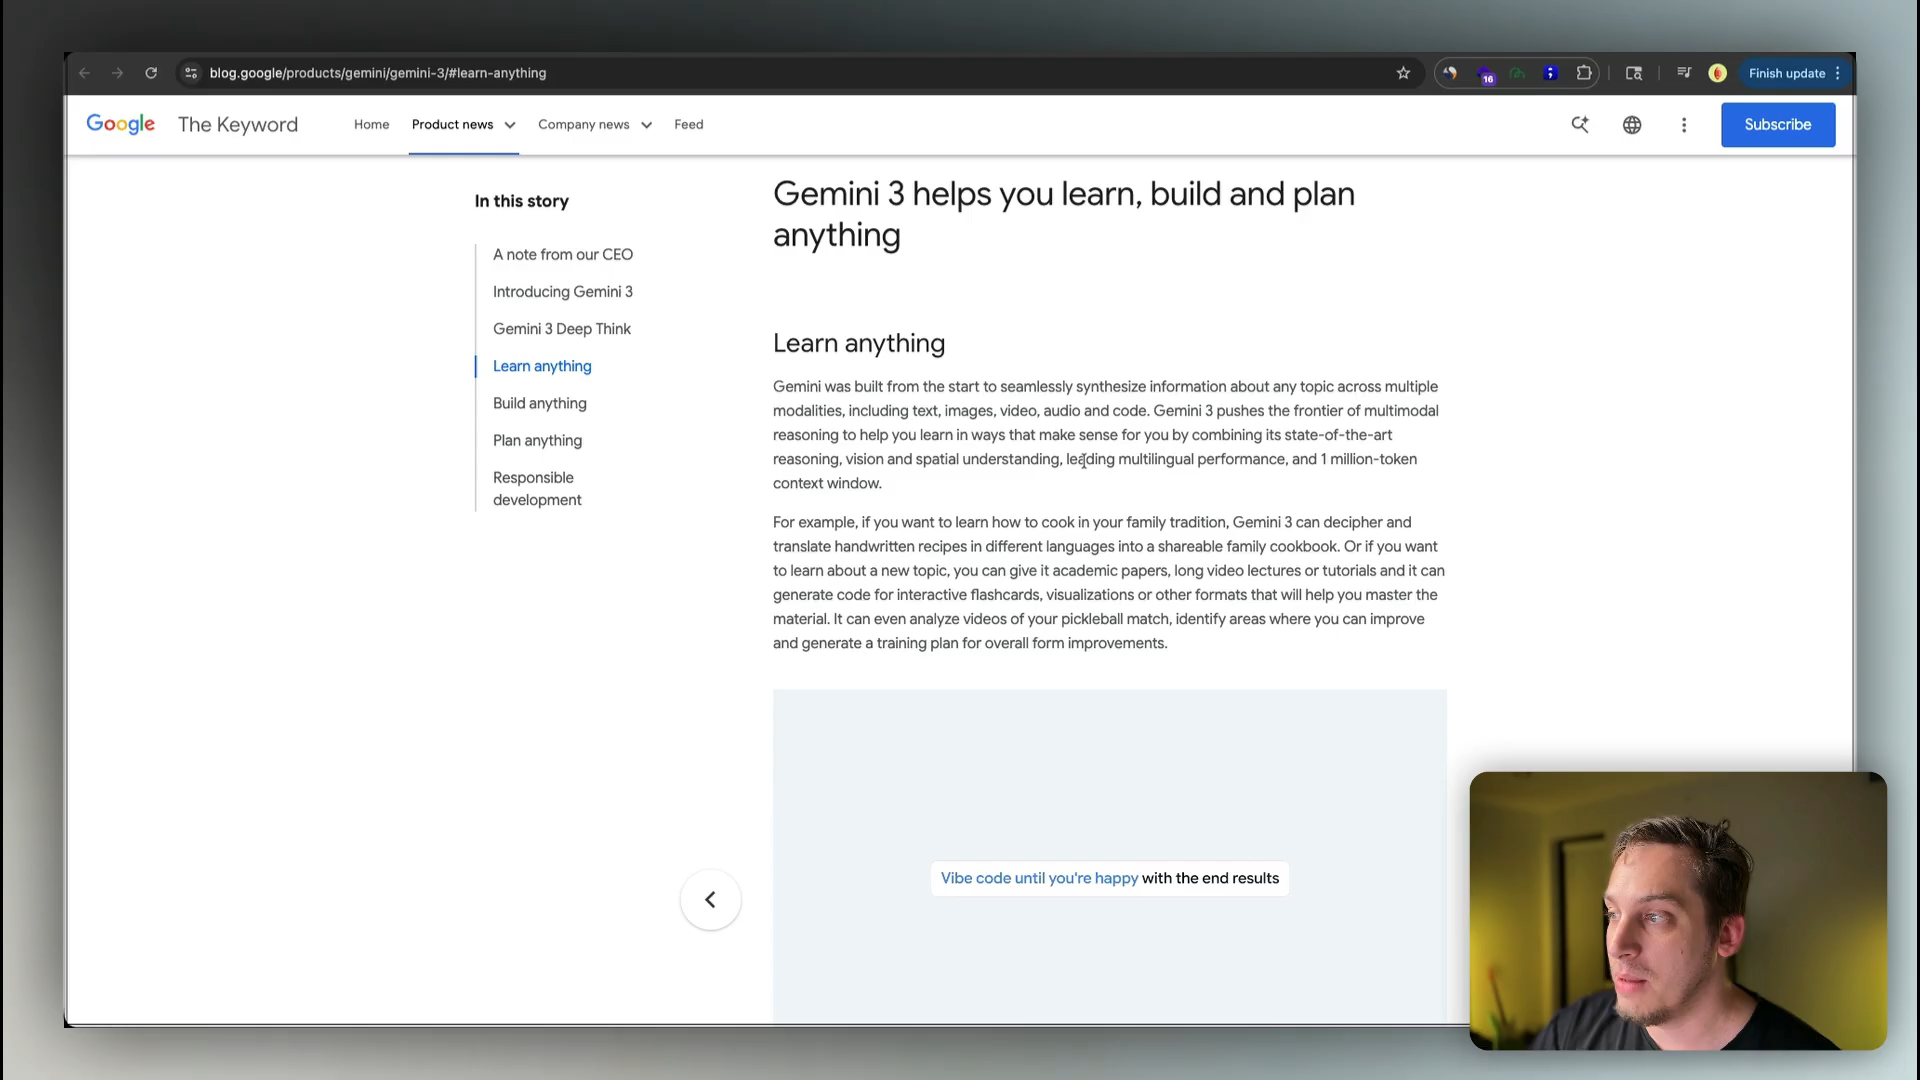 blog.google/products/gemini/gemini-3/#learn-anything
16
Finish update
Google The Keyword
Home
Product news
Company news
Feed
Subscribe
In this story
A note from our CEO
Introducing Gemini 3
Gemini 3 Deep Think
Learn anything
Build anything
Plan anything
Responsible
development
Gemini 3 helps you learn, build and plan
anything
Learn anything
Gemini was built from the start to seamlessly synthesize information about any topic across multiple
modalities, including text, images, video, audio and code. Gemini 3 pushes the frontier of multimodal
reasoning to help you learn in ways that make sense for you by combining its state-of-the-art
reasoning, vision and spatial understanding, leading multilingual performance, and 1 million-token
context window.
For example, if you want to learn how to cook in your family tradition, Gemini 3 can decipher and
translate handwritten recipes in different languages into a shareable family cookbook. Or if you want
to learn about a new topic, you can give it academic papers, long video lectures or tutorials and it can
generate code for interactive flashcards, visualizations or other formats that will help you master the
material. It can even analyze videos of your pickleball match, identify areas where you can improve
and generate a training plan for overall form improvements.
Vibe code until you're happy with the end results